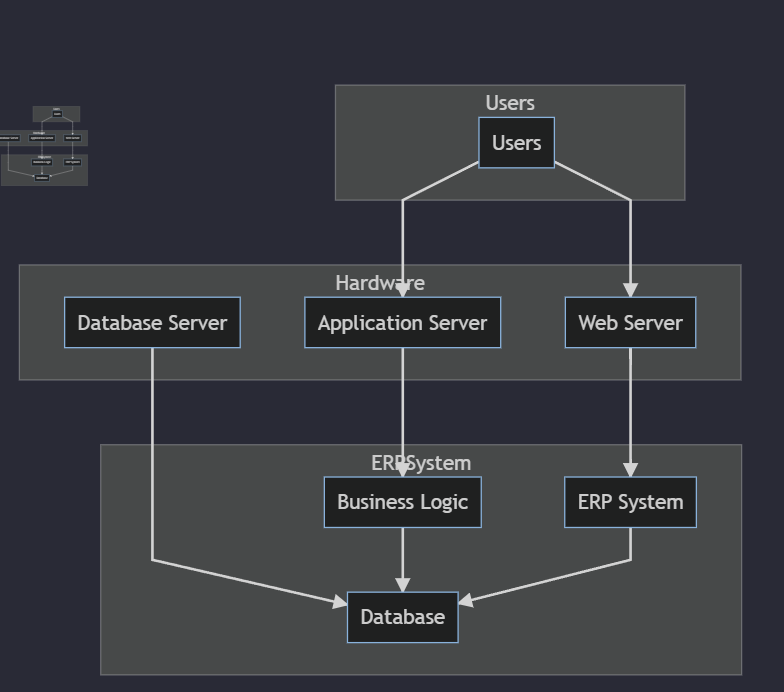 Users
Users
Hardware
Database Server
Application Server
Web Server
ERPSystem
Business Logic
ERP System
Database